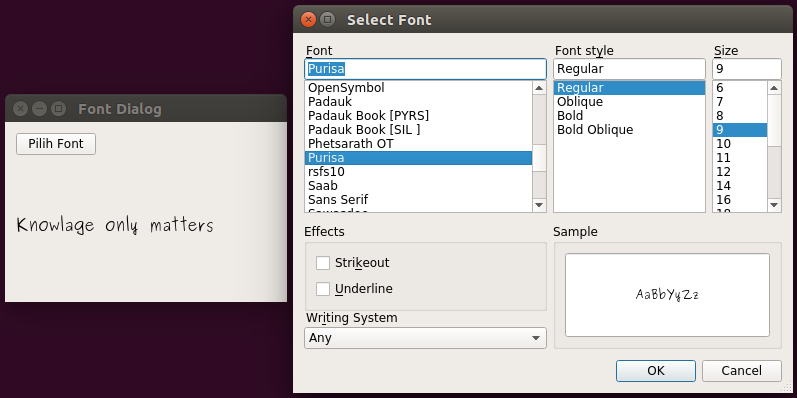 Font Dialog
Pilih Font
Knowlage only matters
Select Font
Font
Purisa
OpenSymbol
Padauk
Padauk Book [PYRS]
Padauk Book [SIL ]
Phetsarath OT
Purisa
rsfs10
Saab
Sans Serif
Font style
Regular
Regular
Oblique
Bold
Bold Oblique
Size
9
6
7
8
9
10
11
12
14
16
18
Effects
Strikeout
Underline
Writing System
Any
Sample
AaBbYyZz
OK
Cancel